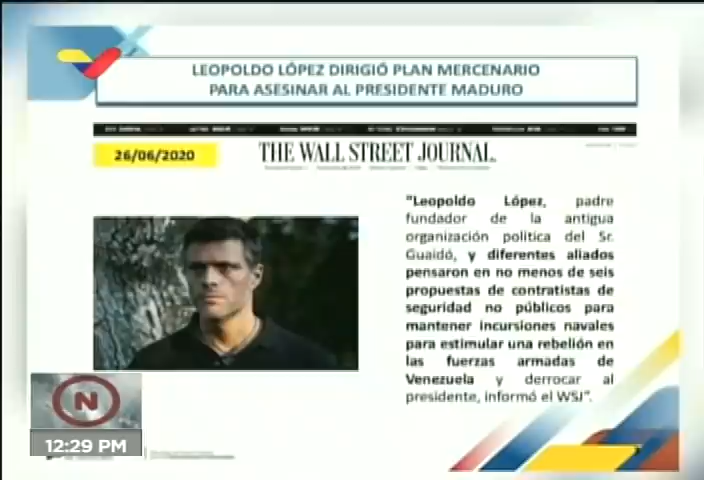 LEOPOLDO LÓPEZ DIRIGIÓ PLAN MERCENARIO
PARA ASESINAR AL PRESIDENTE MADURO
26/06/2020
THE WALL STREET JOURNAL.
"Leopoldo López, padre
fundador de la antigua
organización política del Sr.
Guaidó, y diferentes aliados
pensaron en no menos de seis
propuestas de contratistas de
seguridad no públicos para
mantener incursiones navales
para estimular una rebelión en
las fuerzas armadas de
Venezuela y derrocar al
presidente, informó el WSJ".
N
12:29 PM